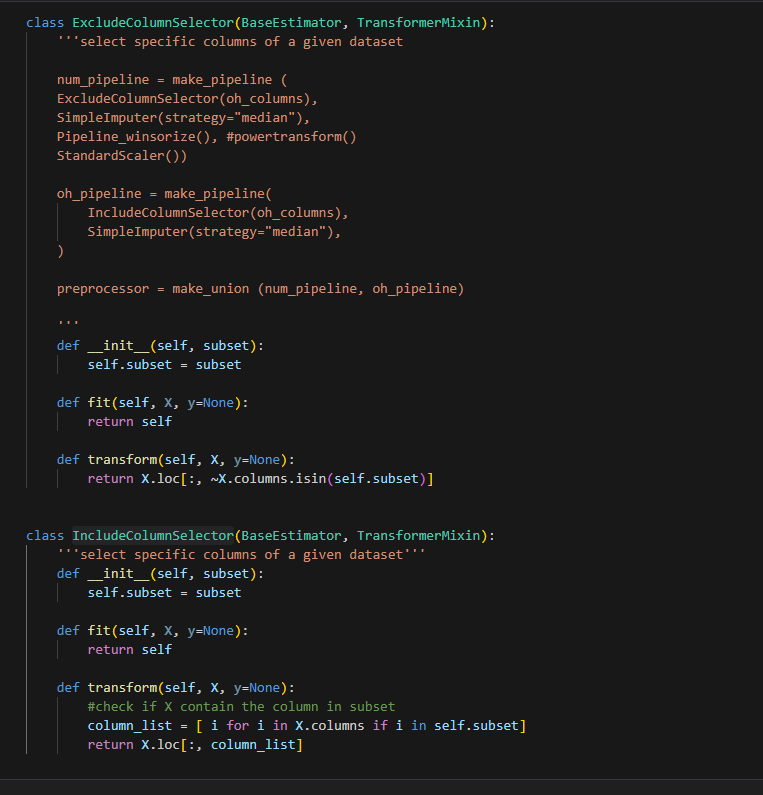 class ExcludeColumnSelector(BaseEstimator, TransformerMixin):
    '''select specific columns of a given dataset

    num_pipeline = make_pipeline (
    ExcludeColumnSelector(oh_columns),
    SimpleImputer(strategy="median"),
    Pipeline_winsorize(), #powertransform()
    StandardScaler())

    oh_pipeline = make_pipeline(
        IncludeColumnSelector(oh_columns),
        SimpleImputer(strategy="median"),
    )

    preprocessor = make_union (num_pipeline, oh_pipeline)

    '''
    def __init__(self, subset):
        self.subset = subset

    def fit(self, X, y=None):
        return self

    def transform(self, X, y=None):
        return X.loc[:, ~X.columns.isin(self.subset)]


class IncludeColumnSelector(BaseEstimator, TransformerMixin):
    '''select specific columns of a given dataset'''
    def __init__(self, subset):
        self.subset = subset

    def fit(self, X, y=None):
        return self

    def transform(self, X, y=None):
        #check if X contain the column in subset
        column_list = [ i for i in X.columns if i in self.subset]
        return X.loc[:, column_list]